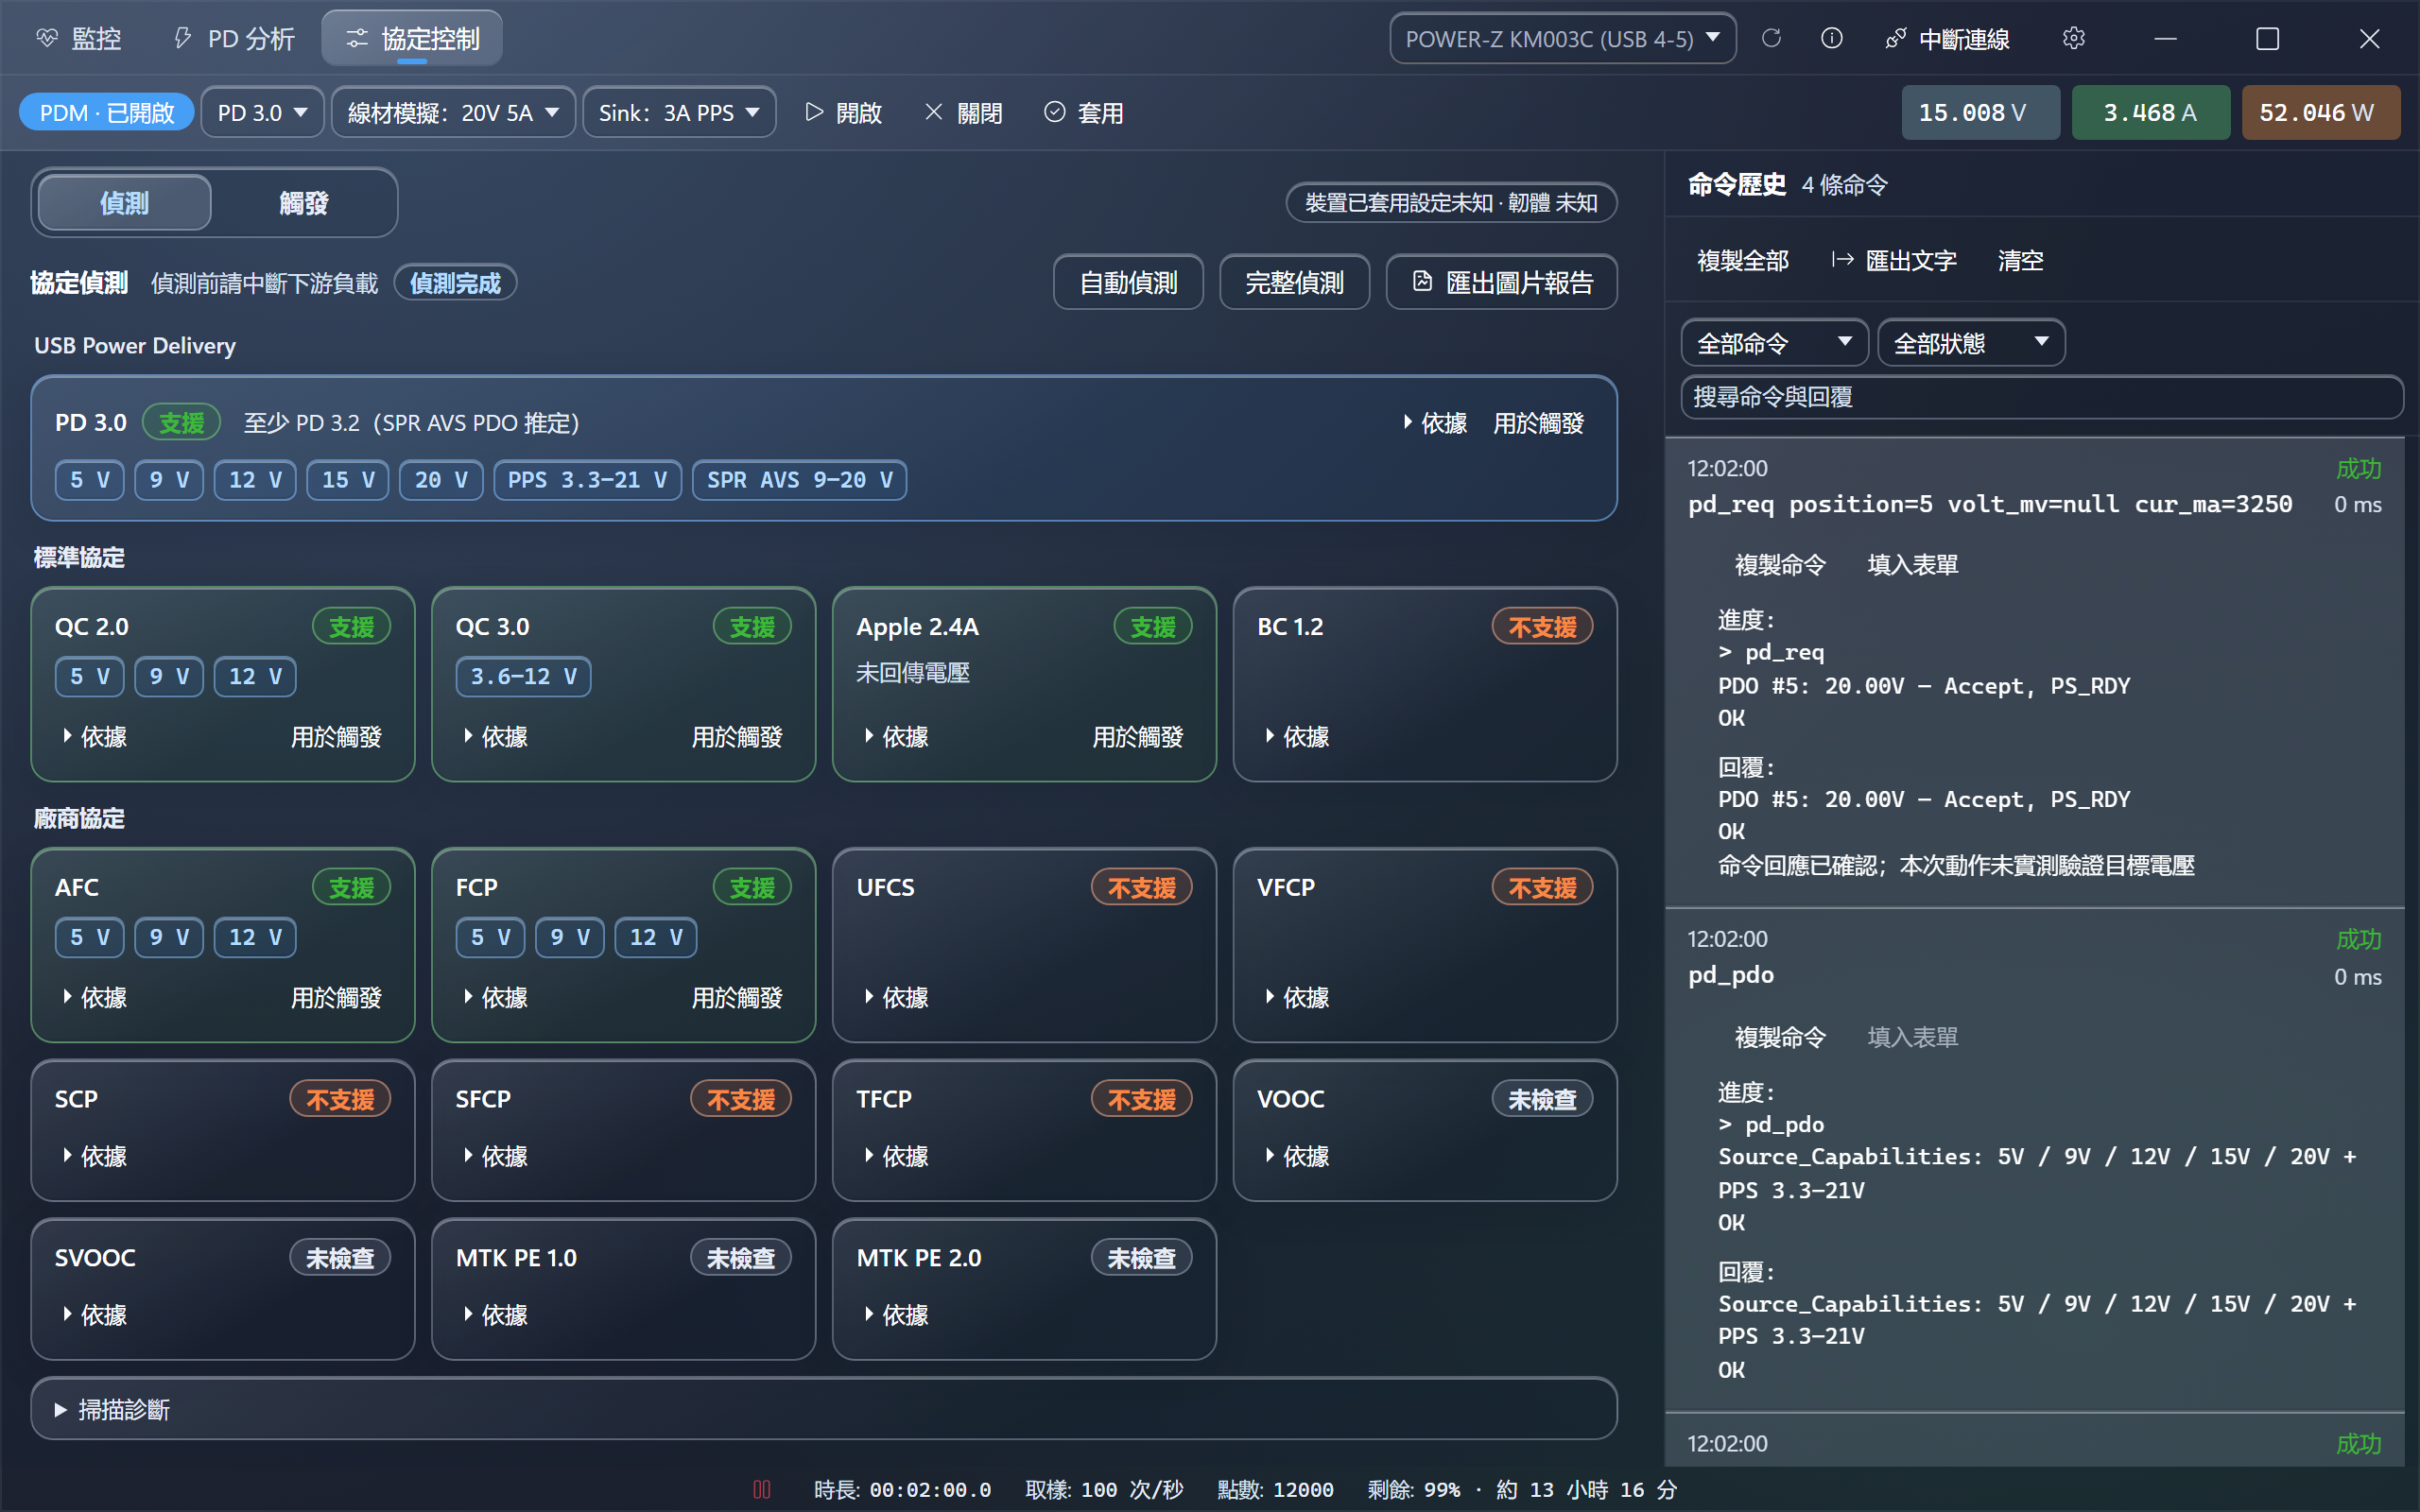 監控 PD 分析 協定控制 POWER-Z KM003C (USB 4-5) 中斷連線
PDM · 已開啟 PD 3.0 線材模擬：20V 5A Sink：3A PPS 開啟 關閉 套用 15.008 V 3.468 A 52.046 W
偵測 觸發 裝置已套用設定未知 · 韌體 未知
協定偵測 偵測前請中斷下游負載 偵測完成 自動偵測 完整偵測 匯出圖片報告
USB Power Delivery
PD 3.0 支援 至少 PD 3.2（SPR AVS PDO 推定） 依據 用於觸發
5 V 9 V 12 V 15 V 20 V PPS 3.3–21 V SPR AVS 9–20 V
標準協定
QC 2.0 支援 QC 3.0 支援 Apple 2.4A 支援 BC 1.2 不支援
5 V 9 V 12 V 3.6–12 V 未回傳電壓
依據 用於觸發 依據 用於觸發 依據 用於觸發 依據
廠商協定
AFC 支援 FCP 支援 UFCS 不支援 VFCP 不支援
5 V 9 V 12 V 5 V 9 V 12 V
依據 用於觸發 依據 用於觸發 依據 依據
SCP 不支援 SFCP 不支援 TFCP 不支援 VOOC 未檢查
依據 依據 依據 依據
SVOOC 未檢查 MTK PE 1.0 未檢查 MTK PE 2.0 未檢查
依據 依據 依據
掃描診斷
命令歷史 4 條命令
複製全部 匯出文字 清空
全部命令 全部狀態
搜尋命令與回覆
12:02:00 成功
pd_req position=5 volt_mv=null cur_ma=3250 0 ms
複製命令 填入表單
進度：
> pd_req
PDO #5: 20.00V — Accept, PS_RDY
OK
回覆：
PDO #5: 20.00V — Accept, PS_RDY
OK
命令回應已確認；本次動作未實測驗證目標電壓
12:02:00 成功
pd_pdo 0 ms
複製命令 填入表單
進度：
> pd_pdo
Source_Capabilities: 5V / 9V / 12V / 15V / 20V +
PPS 3.3–21V
OK
回覆：
Source_Capabilities: 5V / 9V / 12V / 15V / 20V +
PPS 3.3–21V
OK
12:02:00 成功
時長: 00:02:00.0 取樣: 100 次/秒 點數: 12000 剩餘: 99% · 約 13 小時 16 分